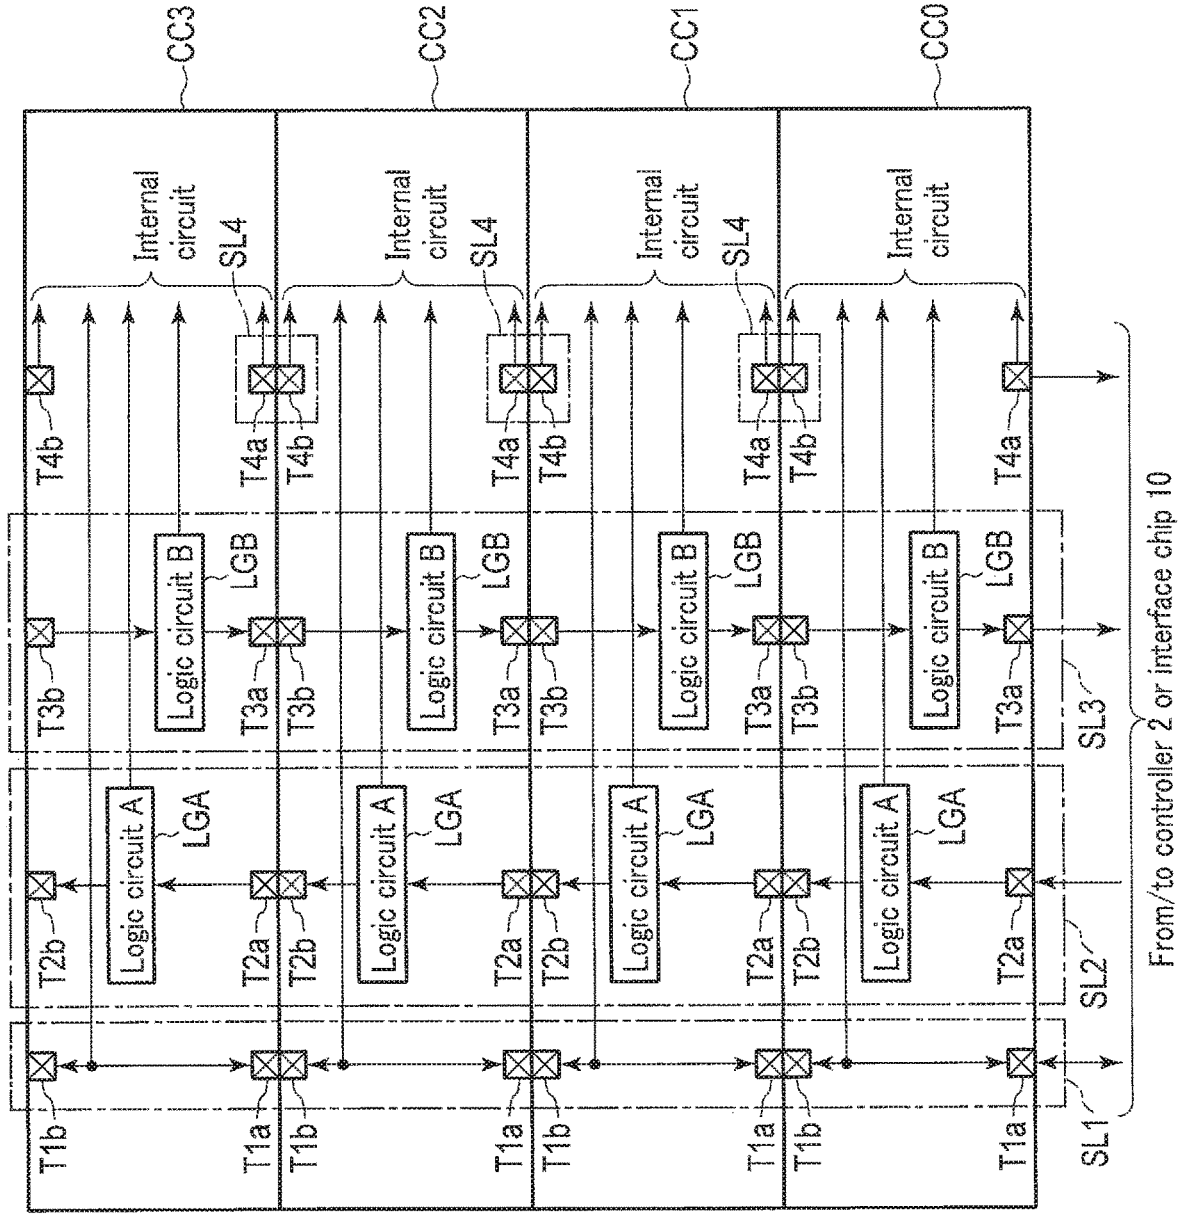 CC3
CC2
CC1
CC0
Internal circuit
SL4
Internal circuit
SL4
Internal circuit
SL4
Internal circuit
T4b
T4a
T4b
T4a
T4b
T4a
T4b
T4a
Logic circuit B
LGB
Logic circuit B
LGB
Logic circuit B
LGB
Logic circuit B
LGB
T3b
T3a
T3b
T3a
T3b
T3a
T3b
T3a
SL3
Logic circuit A
LGA
Logic circuit A
LGA
Logic circuit A
LGA
Logic circuit A
LGA
T2b
T2a
T2b
T2a
T2b
T2a
T2b
T2a
SL2
T1b
T1a
T1b
T1a
T1b
T1a
T1b
T1a
SL1
From/to controller 2 or interface chip 10